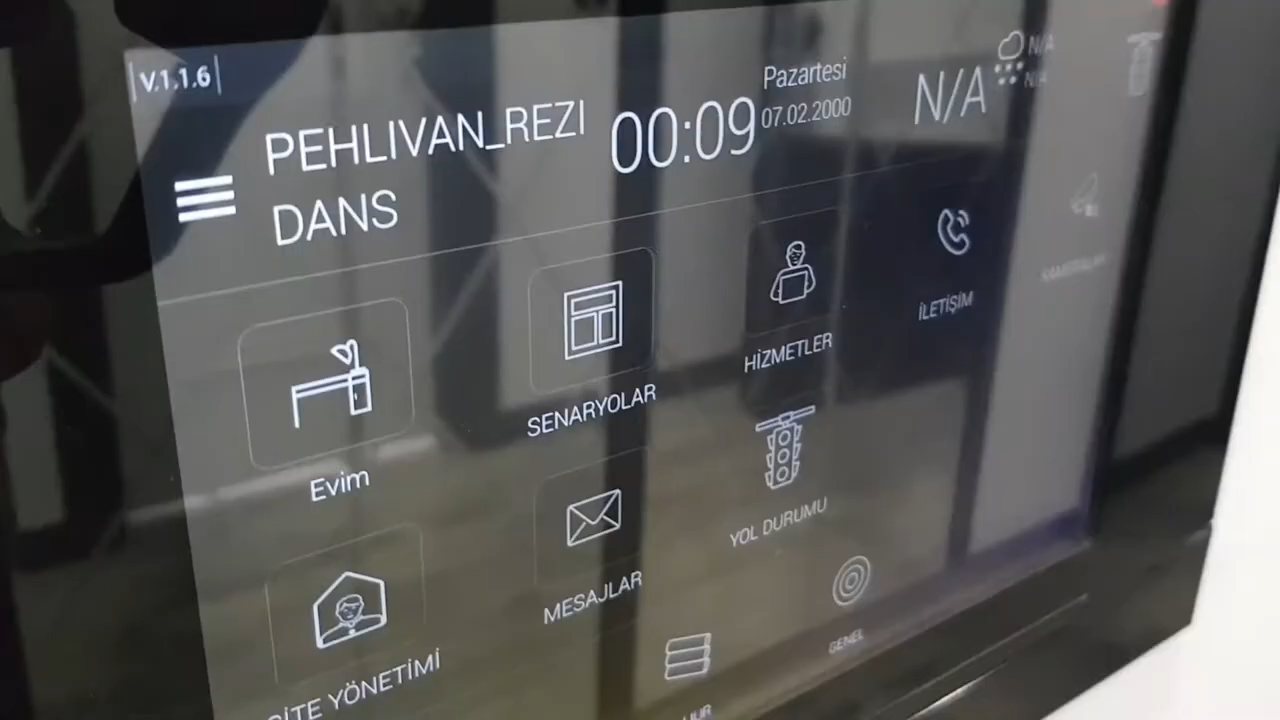 V.1.1.6
PEHLIVAN_REZI
DANS
00:09
Pazartesi
07.02.2000
N/A
N/A
N/A
Evim
SENARYOLAR
HİZMETLER
İLETİŞİM
KAMERALAR
SİTE YÖNETİMİ
MESAJLAR
YOL DURUMU
GENEL